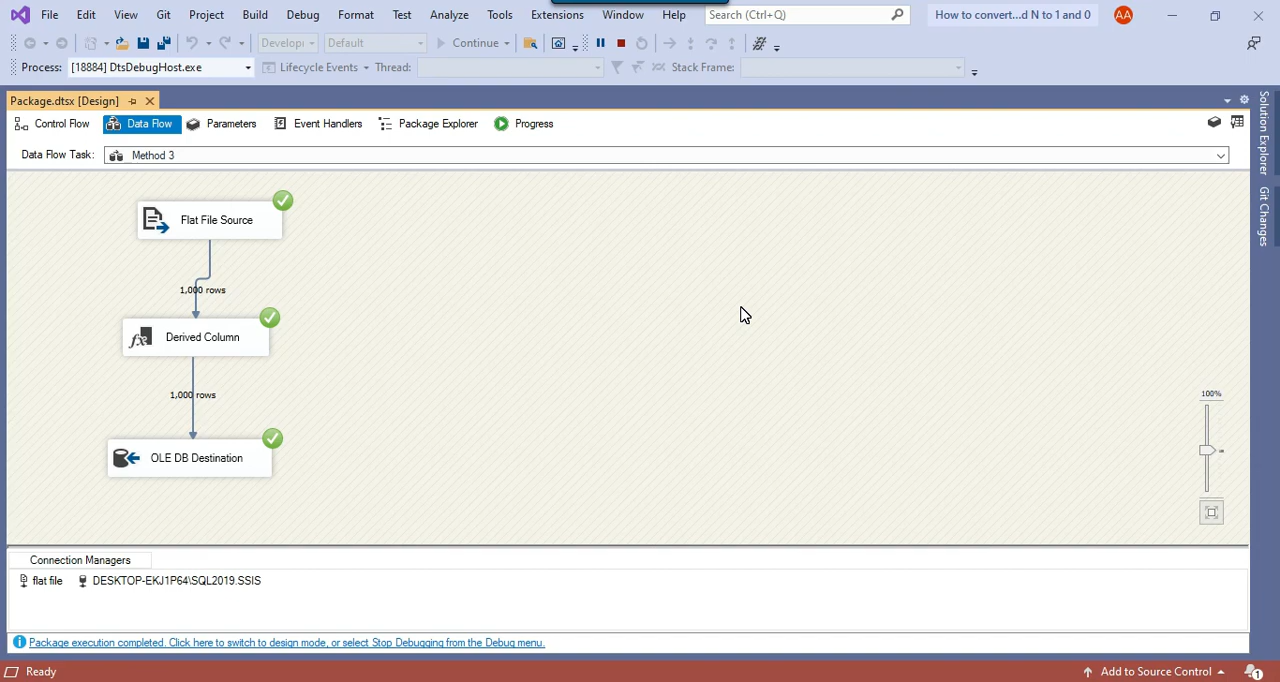 File Edit View Git Project Build Debug Format Test Analyze Tools Extensions Window Help Search (Ctrl+Q) How to convert...d N to 1 and 0 AA
Developi Default Continue
Process: [18884] DtsDebugHost.exe Lifecycle Events Thread: Stack Frame:
Package.dtsx [Design]
Control Flow Data Flow Parameters Event Handlers Package Explorer Progress
Data Flow Task: Method 3
Flat File Source
1,000 rows
fx Derived Column
1,000 rows
OLE DB Destination
100%
Connection Managers
flat file DESKTOP-EKJ1P64\SQL2019.SSIS
Package execution completed. Click here to switch to design mode, or select Stop Debugging from the Debug menu.
Ready Add to Source Control 1
Solution Explorer
Git Changes